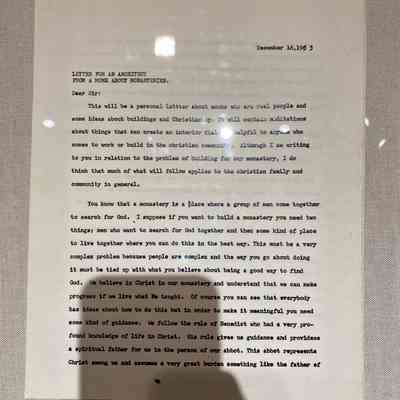 December 18,196 3
LETTER FOR AN ARCHITECT
FROM A MONK ABOUT MONASTERIES.
Dear Sir:
This will be a personal letter about monks who are real people and
some ideas about buildings and Christianity. It will contain meditations
about things that men create an interior helpful to anyone who
comes to work or build in the christian community. Although I am writing
to you in relation to the problem of building for our monastery, I do
think that much of what will follow applies to the christian family and
community in general.
You know that a monastery is a place where a group of men come together
to search for God. I suppose if you want to build a monastery you need two
things; men who want to search for God together and then some kind of place
to live together where you can do this in the best way. This must be a very
complex problem because people are complex and the way you go about doing
it must be tied up with what you believe about being a good way to find
God. We believe in Christ in our monastery and understand that we can make
progress if we live what He taught. Of course you can see that everybody
has ideas about how to do this but in order to make it meaningful you need
some kind of guidance. We follow the rule of Benedict who had a very pro-
found knowledge of life in Christ. His rule gives us guidance and provides
a spiritual father for us in the person of our abbot. This abbot represents
Christ among us and assumes a very great burden something like the father of